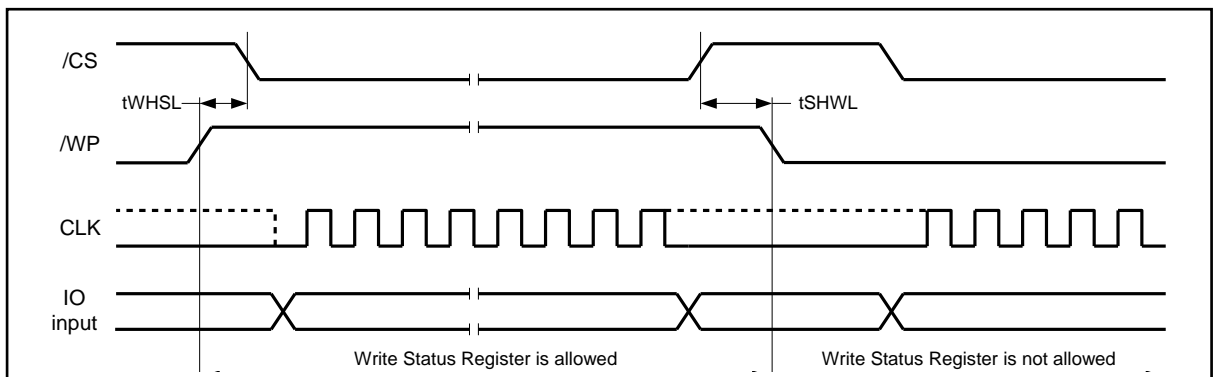 /CS
tWHSL
tSHWL
/WP
CLK
IO
input
Write Status Register is allowed
Write Status Register is not allowed